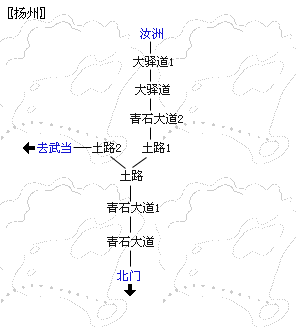 〖扬州〗
汝洲
大驿道1
大驿道
青石大道2
去武当 土路2 土路1
土路
青石大道1
青石大道
北门